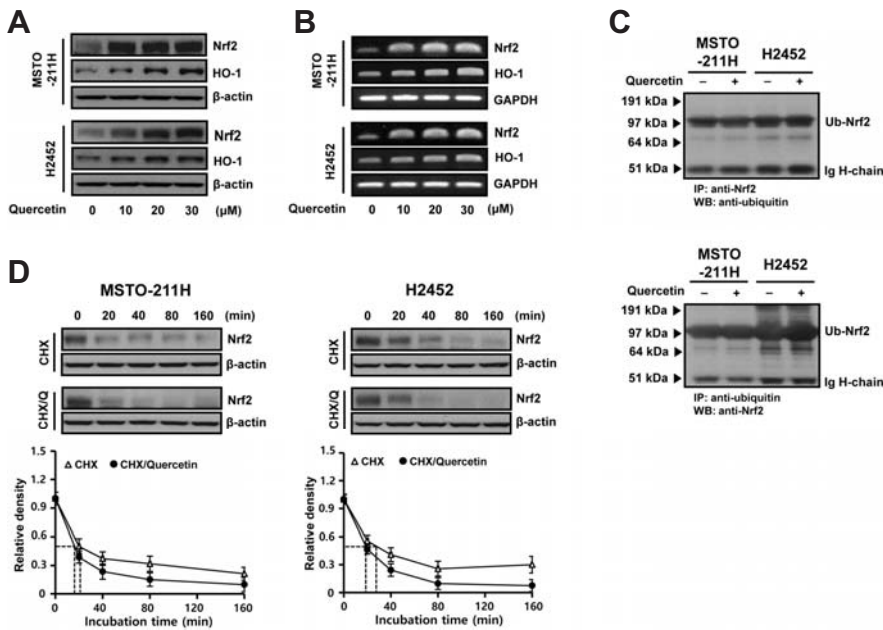 A
MSTO
-211H
Nrf2
HO-1
β-actin
H2452
Nrf2
HO-1
β-actin
Quercetin 0 10 20 30 (μM)
B
MSTO
-211H
Nrf2
HO-1
GAPDH
H2452
Nrf2
HO-1
GAPDH
0 10 20 30 (μM)
C
MSTO
-211H
H2452
Quercetin − + − +
191 kDa
97 kDa
64 kDa
51 kDa
Ub-Nrf2
Ig H-chain
IP: anti-Nrf2
WB: anti-ubiquitin
MSTO
-211H
H2452
Quercetin − + − +
191 kDa
97 kDa
64 kDa
51 kDa
Ub-Nrf2
Ig H-chain
IP: anti-ubiquitin
WB: anti-Nrf2
D
MSTO-211H
0 20 40 80 160 (min)
CHX
Nrf2
β-actin
CHX/Q
Nrf2
β-actin
1.5
1.2
0.9
0.6
0.3
0
Relative density
CHX CHX/Quercetin
0 40 80 120 160
Incubation time (min)
H2452
0 20 40 80 160 (min)
CHX
Nrf2
β-actin
CHX/Q
Nrf2
β-actin
1.5
1.2
0.9
0.6
0.3
0
Relative density
CHX CHX/Quercetin
0 40 80 120 160
Incubation time (min)